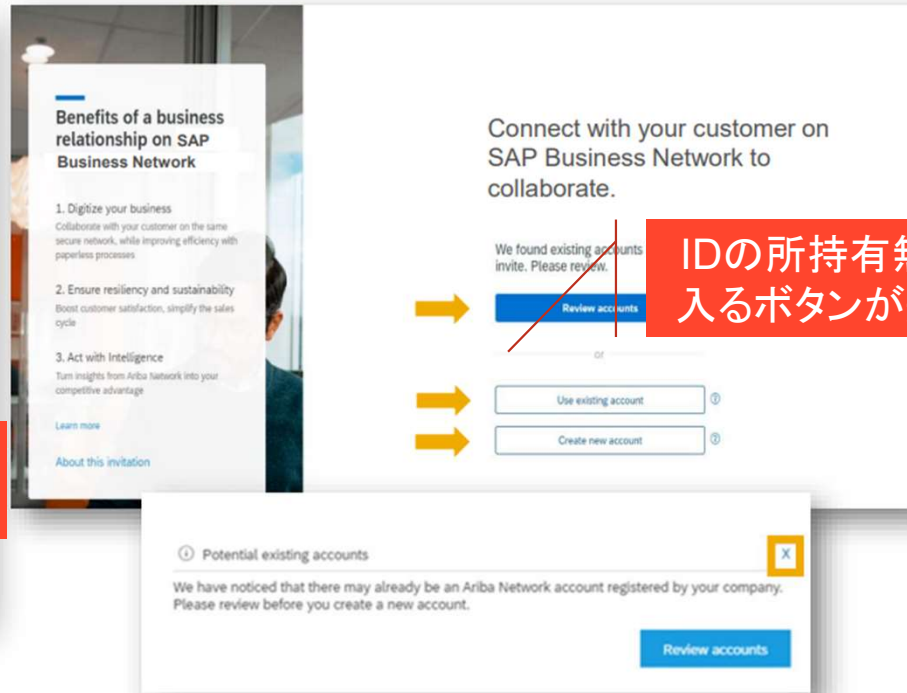 Benefits of a business
relationship on SAP
Business Network
1. Digitize your business
Collaborate with your customer on the same
secure network, while improving efficiency with
paperless processes
2. Ensure resiliency and sustainability
Boost customer satisfaction, simplify the sales
cycle
3. Act with Intelligence
Turn insights from Ariba Network into your
competitive advantage
Learn more
About this invitation
Connect with your customer on
SAP Business Network to
collaborate.
We found existing accounts
invite. Please review.
IDの所持有無
入るボタンが
Review accounts
or
Use existing account
Create new account
Potential existing accounts
X
We have noticed that there may already be an Ariba Network account registered by your company.
Please review before you create a new account.
Review accounts